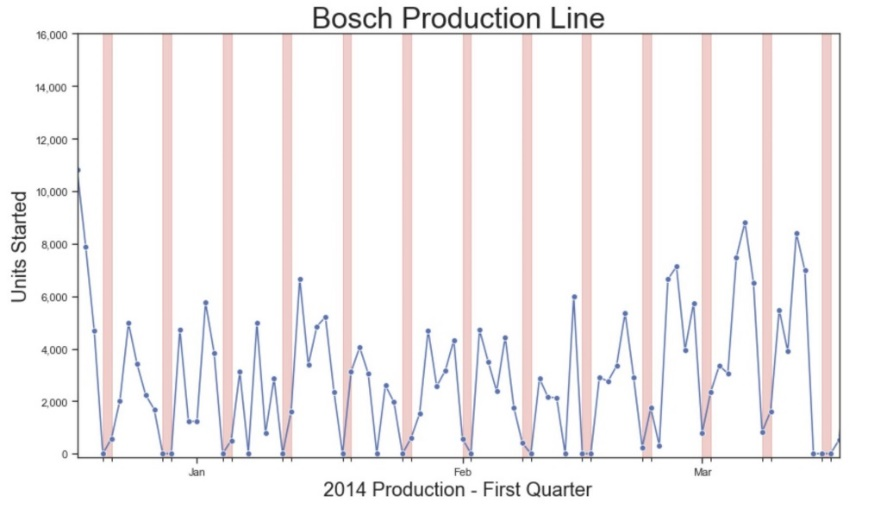 Bosch Production Line
16,000
14,000
12,000
10,000
8,000
6,000
4,000
2,000
0
Units Started
Jan Feb Mar
2014 Production - First Quarter